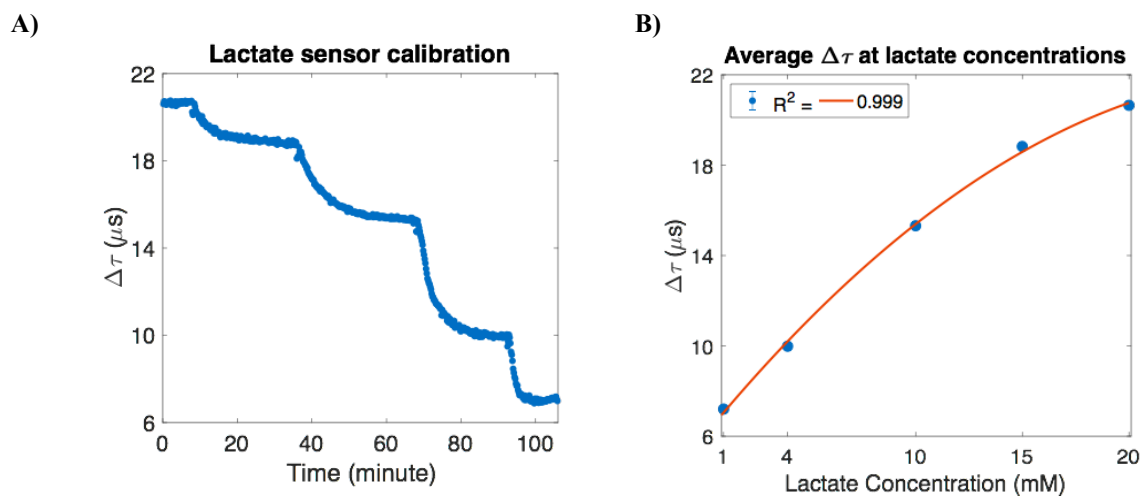 A)
Lactate sensor calibration
22
18
14
10
6
Δτ (μs)
0 20 40 60 80 100
Time (minute)
B)
Average Δτ at lactate concentrations
R² = 0.999
22
18
14
10
6
Δτ (μs)
1 4 10 15 20
Lactate Concentration (mM)